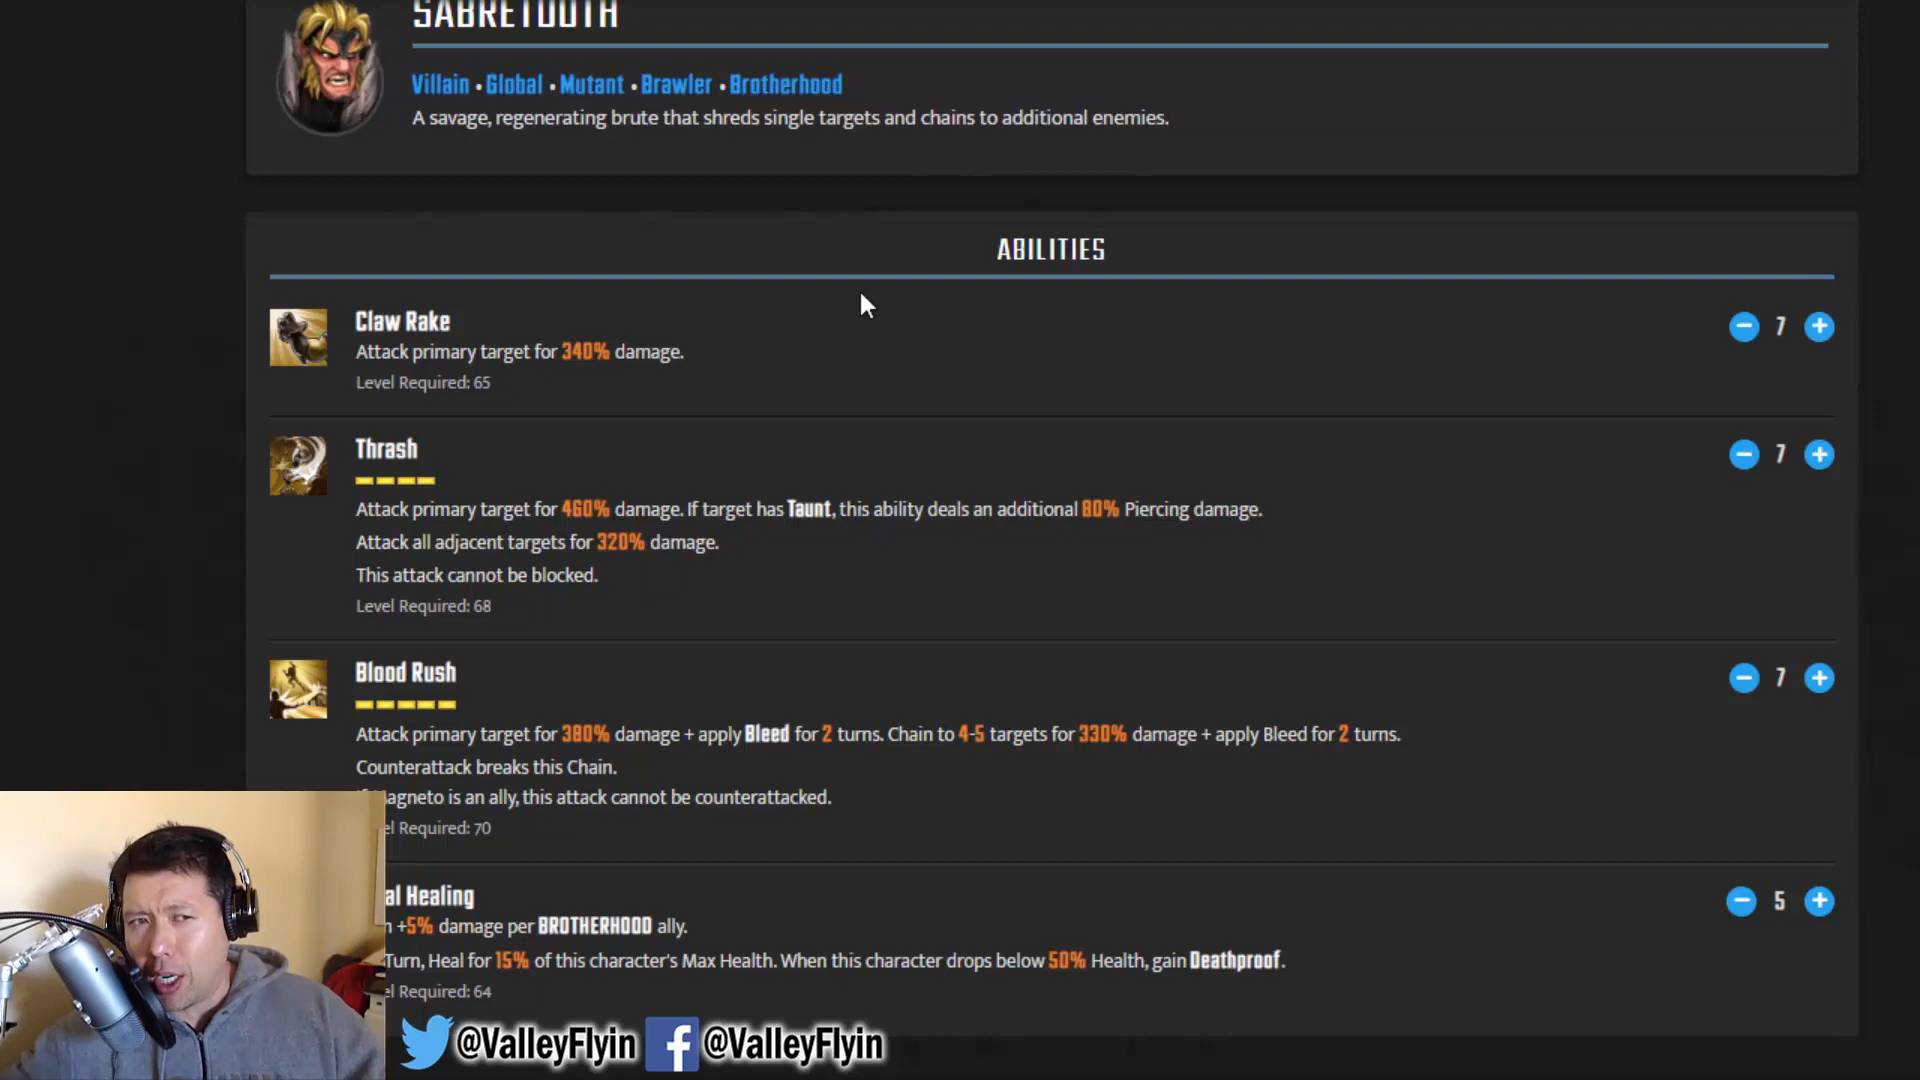 SABRETOOTH
Villain • Global • Mutant • Brawler • Brotherhood
A savage, regenerating brute that shreds single targets and chains to additional enemies.
ABILITIES
Claw Rake
7
Attack primary target for 340% damage.
Level Required: 65
Thrash
7
Attack primary target for 460% damage. If target has Taunt, this ability deals an additional 80% Piercing damage.
Attack all adjacent targets for 320% damage.
This attack cannot be blocked.
Level Required: 68
Blood Rush
7
Attack primary target for 380% damage + apply Bleed for 2 turns. Chain to 4-5 targets for 330% damage + apply Bleed for 2 turns.
Counterattack breaks this Chain.
agneto is an ally, this attack cannot be counterattacked.
el Required: 70
al Healing
5
+5% damage per BROTHERHOOD ally.
Turn, Heal for 15% of this character's Max Health. When this character drops below 50% Health, gain Deathproof.
el Required: 64
@ValleyFlyin f @ValleyFlyin